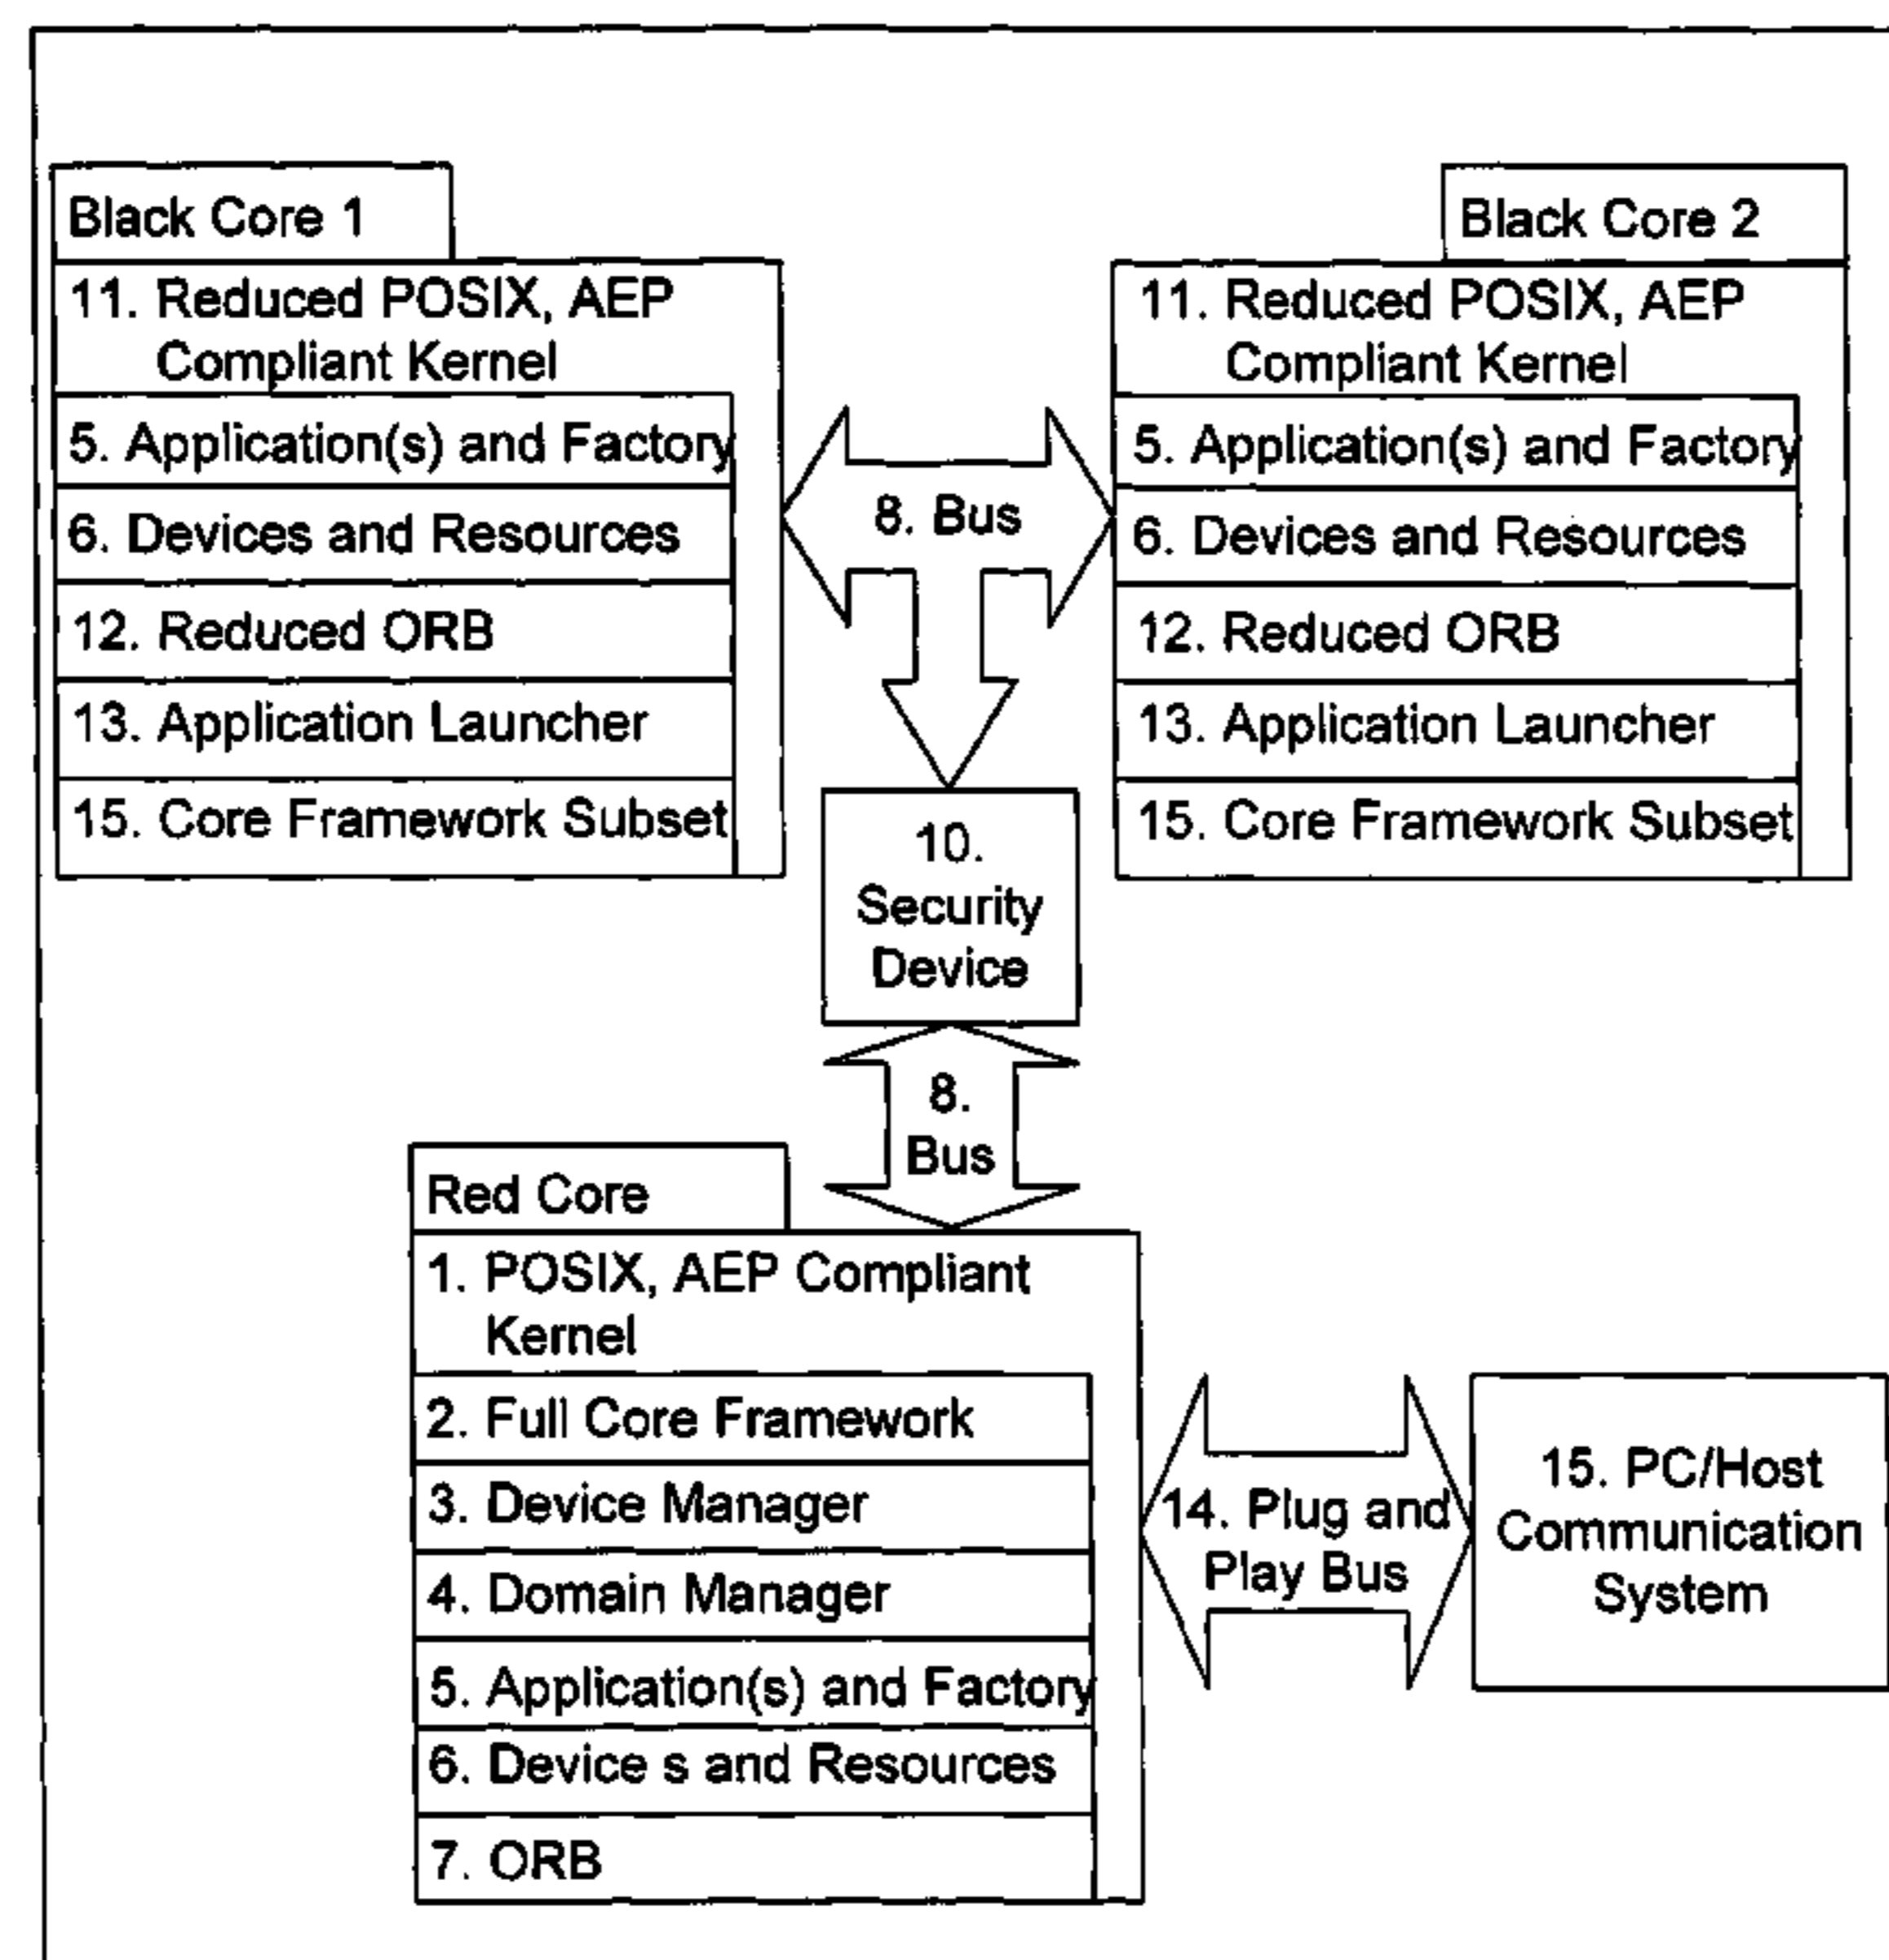 Black Core 1
11. Reduced POSIX, AEP
Compliant Kernel
5. Application(s) and Factory
6. Devices and Resources
12. Reduced ORB
13. Application Launcher
15. Core Framework Subset
8. Bus
Black Core 2
11. Reduced POSIX, AEP
Compliant Kernel
5. Application(s) and Factory
6. Devices and Resources
12. Reduced ORB
13. Application Launcher
15. Core Framework Subset
10.
Security
Device
8.
Bus
Red Core
1. POSIX, AEP Compliant
Kernel
2. Full Core Framework
3. Device Manager
4. Domain Manager
5. Application(s) and Factory
6. Device s and Resources
7. ORB
14. Plug and
Play Bus
15. PC/Host
Communication
System